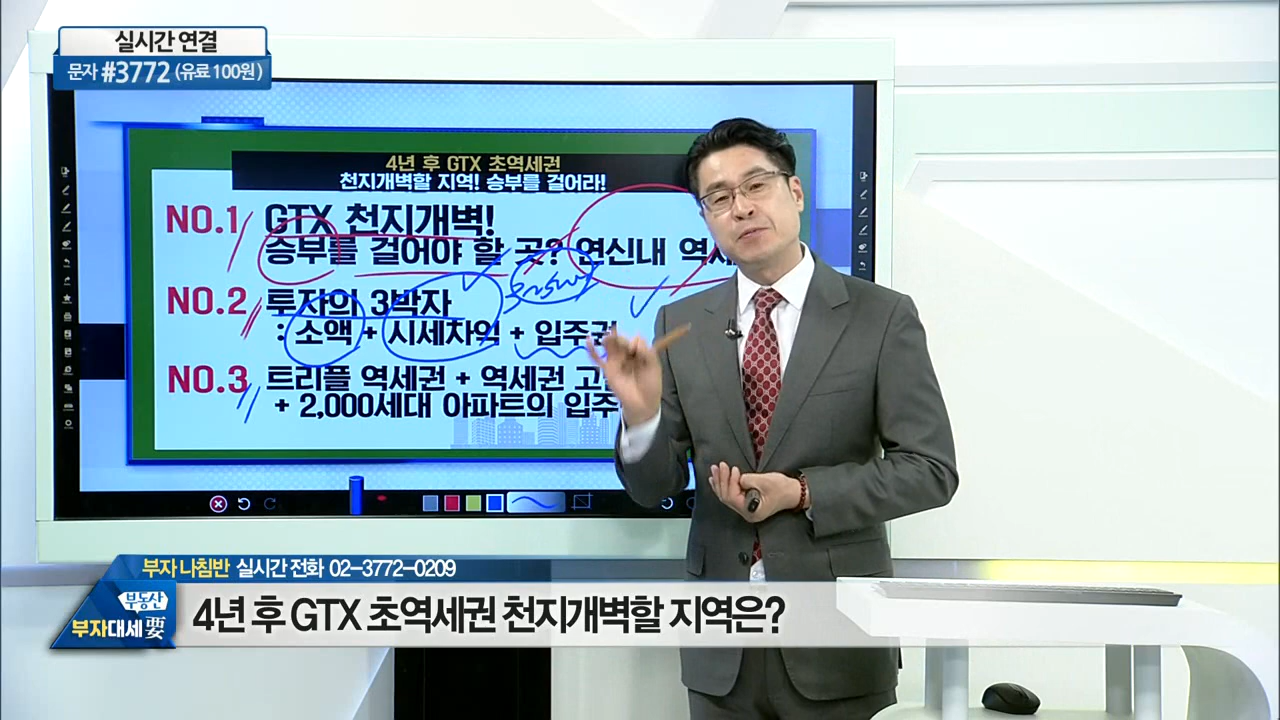 실시간 연결
문자 #3772 (유료 100원)
4년 후 GTX 초역세권
천지개벽할 지역! 승부를 걸어라!
NO.1 GTX 천지개벽!
승부를 걸어야 할 곳? 연신내 역세
NO.2 투자의 3박자
: 소액 + 시세차익 + 입주권
NO.3 트리플 역세권 + 역세권 고
+ 2,000세대 아파트의 입주
부자 나침반 실시간 전화 02-3772-0209
부동산
부자대세
4년 후 GTX 초역세권 천지개벽할 지역은?